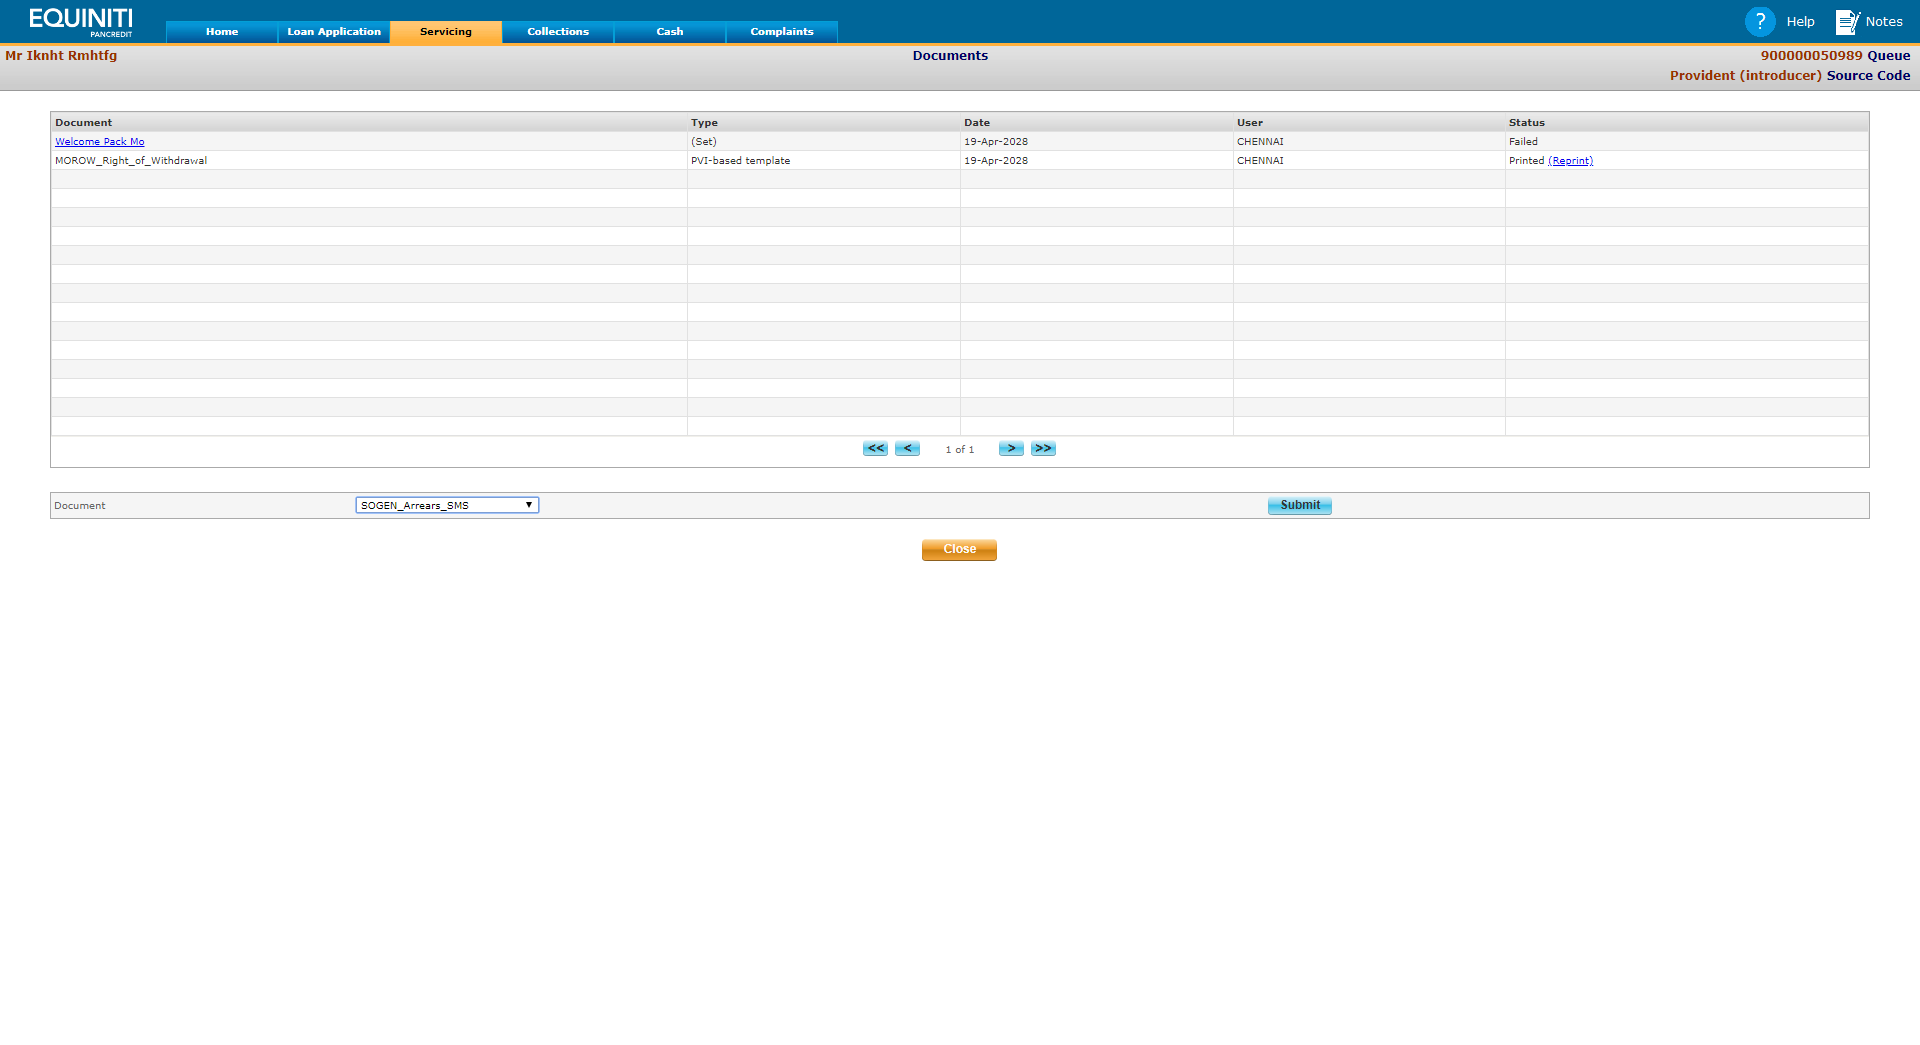 EQUINITI
PANCREDIT
Home Loan Application Servicing Collections Cash Complaints
? Help Notes
Mr Iknht Rmhtfg Documents 900000050989 Queue
Provident (introducer) Source Code
Document Type Date User Status
Welcome Pack Mo (Set) 19-Apr-2028 CHENNAI Failed
MOROW_Right_of_Withdrawal PVI-based template 19-Apr-2028 CHENNAI Printed (Reprint)
<< < 1 of 1 > >>
Document SOGEN_Arrears_SMS Submit
Close